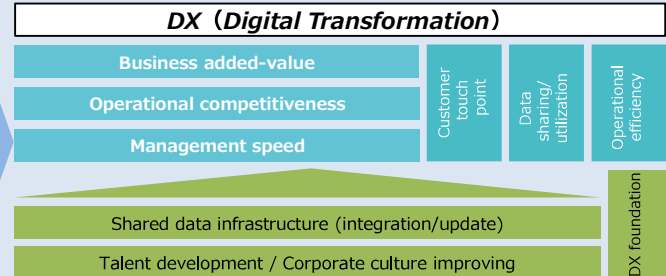 DX（Digital Transformation）
Business added-value
Operational competitiveness
Management speed
Customer
touch
point
Data
sharing/
utilization
Operational
efficiency
Shared data infrastructure (integration/update)
Talent development / Corporate culture improving
DX foundation